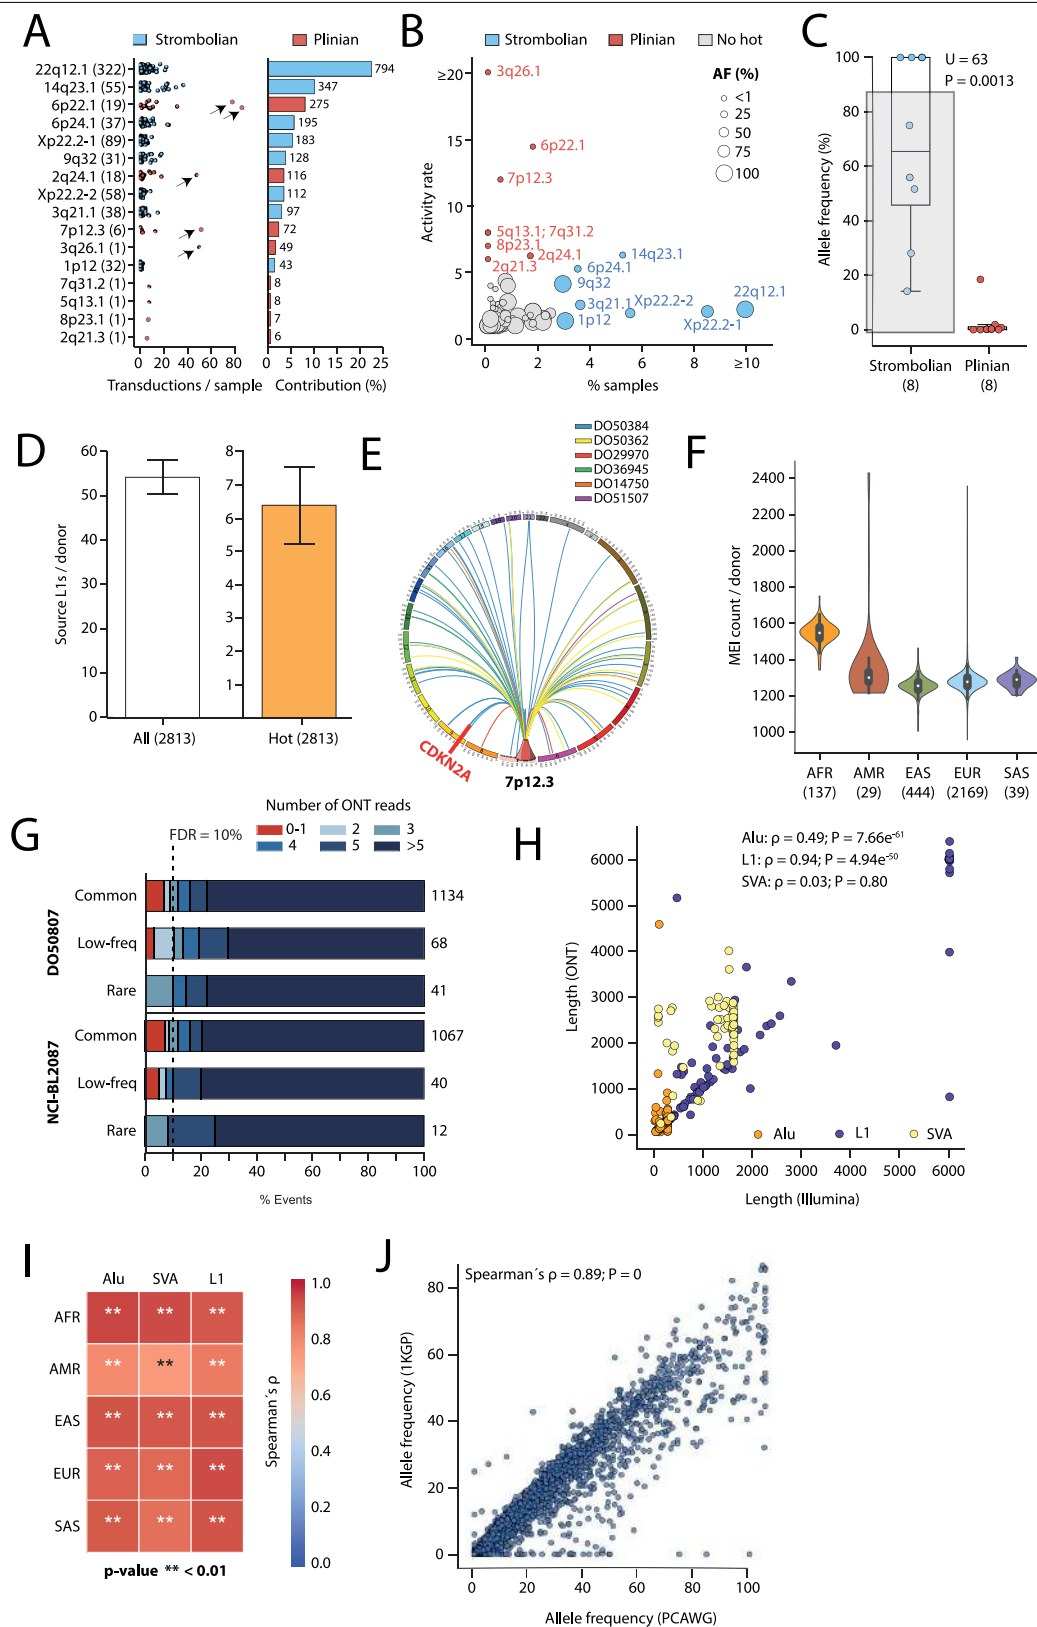 A
Strombolian
Plinian
22q12.1 (322)
14q23.1 (55)
6p22.1 (19)
6p24.1 (37)
Xp22.2-1 (89)
9q32 (31)
2q24.1 (18)
Xp22.2-2 (58)
3q21.1 (38)
7p12.3 (6)
3q26.1 (1)
1p12 (32)
7q31.2 (1)
5q13.1 (1)
8p23.1 (1)
2q21.3 (1)
794
347
275
195
183
128
116
112
97
72
49
43
8
8
7
6
0 20 40 60 80
0 5 10 15 20 25
Transductions / sample
Contribution (%)
B
Strombolian
Plinian
No hot
≥20
15
10
5
0
Activity rate
3q26.1
6p22.1
7p12.3
5q13.1; 7q31.2
8p23.1
2q24.1
2q21.3
14q23.1
6p24.1
9q32
3q21.1
Xp22.2-2
22q12.1
1p12
Xp22.2-1
AF (%)
<1
25
50
75
100
0 2 4 6 8 ≥10
% samples
C
U = 63
P = 0.0013
100
80
60
40
20
0
Allele frequency (%)
Strombolian
(8)
Plinian
(8)
D
60
50
40
30
20
10
0
Source L1s / donor
8
7
6
5
4
3
2
1
All (2813)
Hot (2813)
E
DO50384
DO50362
DO29970
DO36945
DO14750
DO51507
CDKN2A
7p12.3
F
2400
2200
2000
1600
1400
1200
1000
MEI count / donor
AFR
(137)
AMR
(29)
EAS
(444)
EUR
(2169)
SAS
(39)
G
Number of ONT reads
FDR = 10%
0-1
2
3
4
5
>5
DO50807
Common
1134
Low-freq
68
Rare
41
NCI-BL2087
Common
1067
Low-freq
40
Rare
12
0 20 40 60 80 100
% Events
H
Alu: ρ = 0.49; P = 7.66e-61
L1: ρ = 0.94; P = 4.94e-50
SVA: ρ = 0.03; P = 0.80
6000
5000
4000
3000
2000
1000
0
Length (ONT)
Alu
L1
SVA
0 1000 2000 3000 4000 5000 6000
Length (Illumina)
I
Alu SVA L1
AFR ** ** **
AMR ** ** **
EAS ** ** **
EUR ** ** **
SAS ** ** **
p-value ** < 0.01
1.0
0.8
0.6
0.4
0.2
0.0
Spearman´s ρ
J
Spearman´s ρ = 0.89; P = 0
80
60
40
20
0
Allele frequency (1KGP)
0 20 40 60 80 100
Allele frequency (PCAWG)